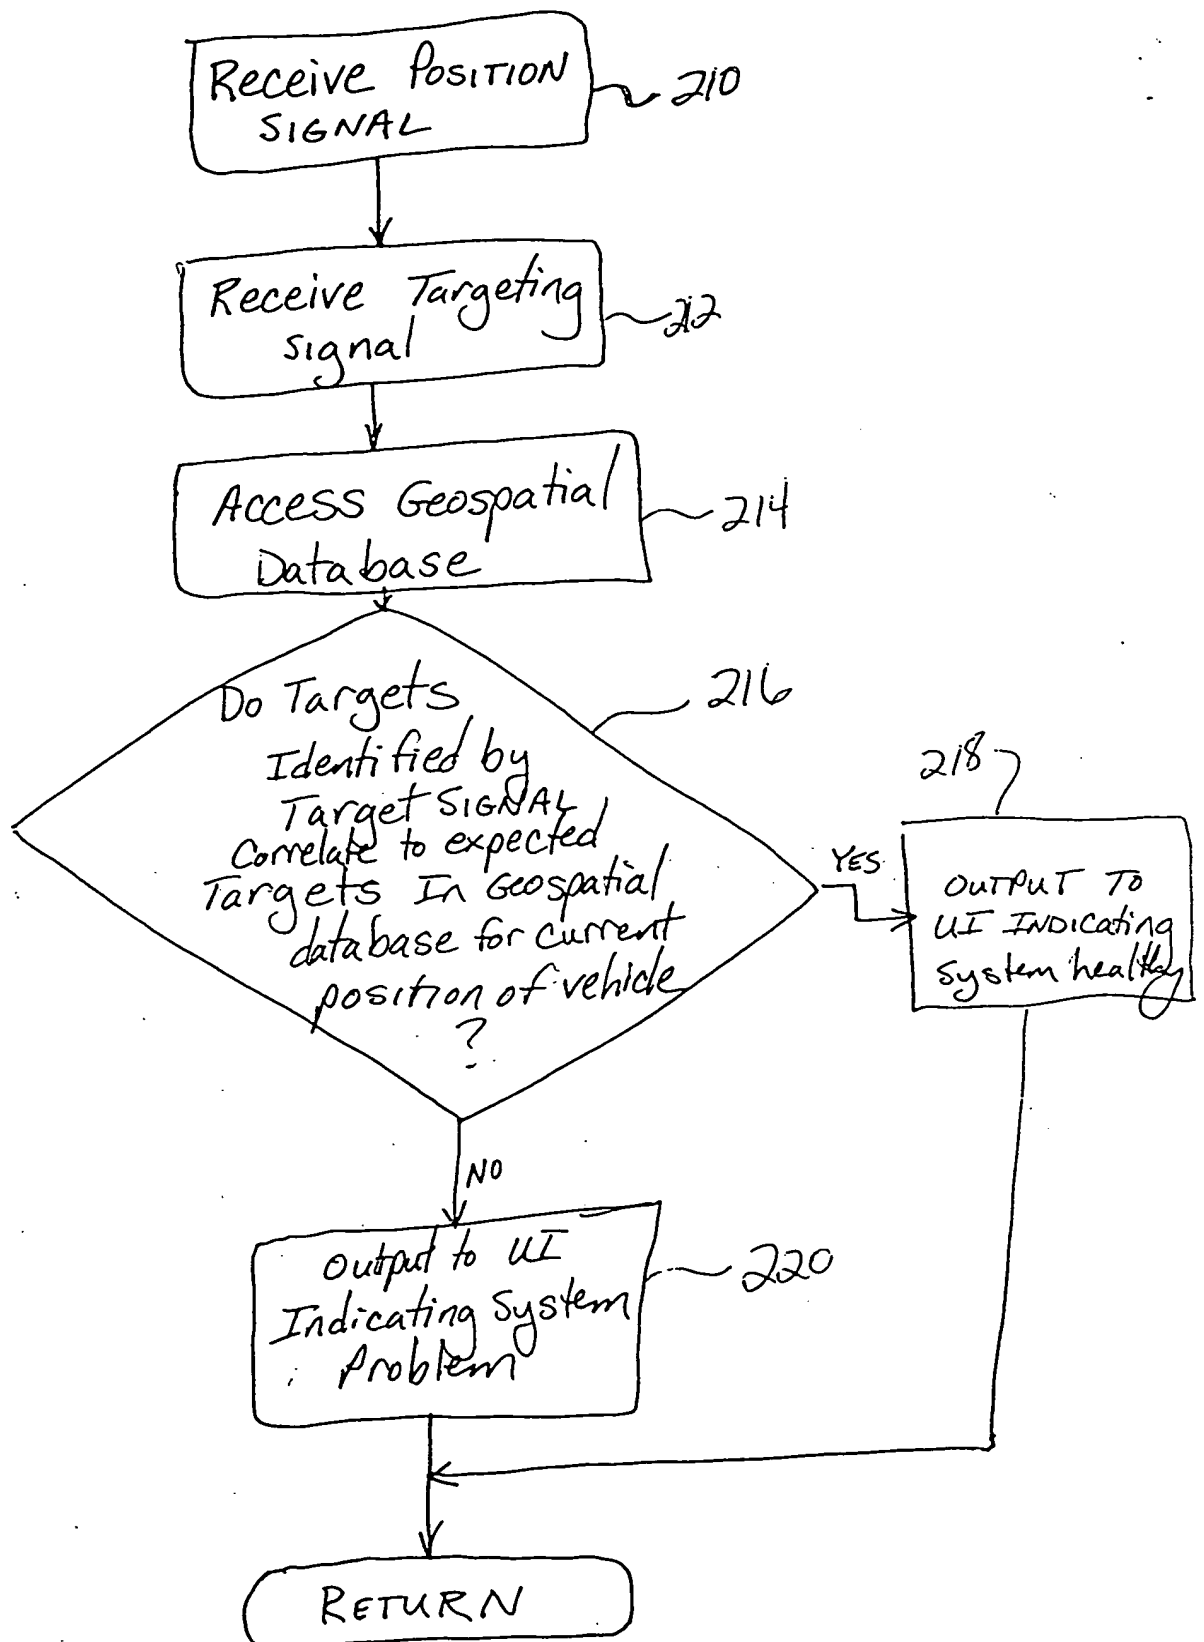 Receive Position
Signal
210
Receive Targeting
Signal
212
Access Geospatial
Database
214
Do Targets
Identified by
Target Signal
Correlate to expected
Targets In Geospatial
database for current
position of vehicle
?
216
YES
218
OUTPUT TO
UI INDICating
System healthy
NO
Output to UI
Indicating System
Problem
220
RETURN